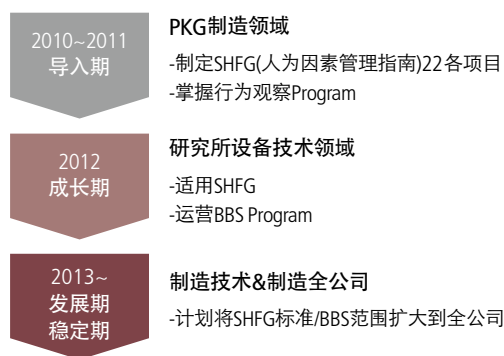 2010~2011
导入期
PKG制造领域
-制定SHFG(人为因素管理指南)22各项目
-掌握行为观察Program
2012
成长期
研究所设备技术领域
-适用SHFG
-运营BBS Program
2013~
发展期
稳定期
制造技术&制造全公司
-计划将SHFG标准/BBS范围扩大到全公司